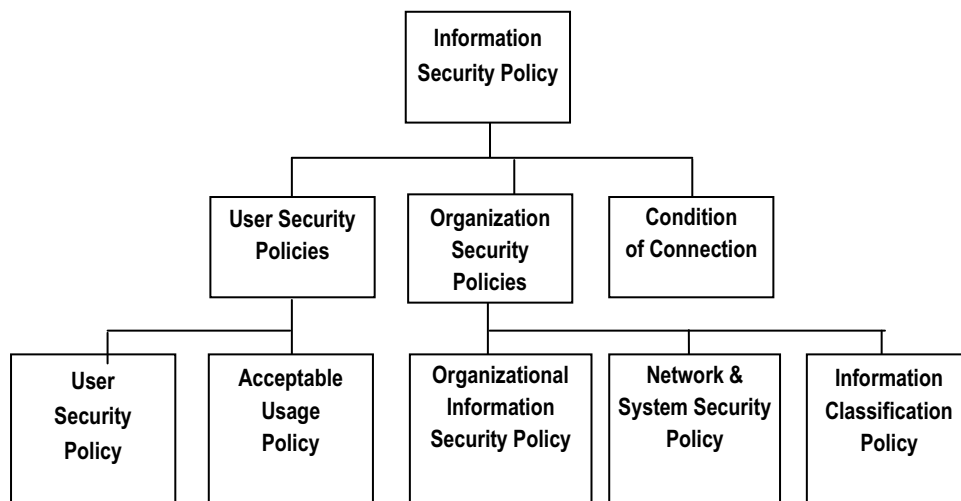 Information
Security Policy
User Security
Policies
Organization
Security
Policies
Condition
of Connection
User
Security
Policy
Acceptable
Usage
Policy
Organizational
Information
Security Policy
Network &
System Security
Policy
Information
Classification
Policy